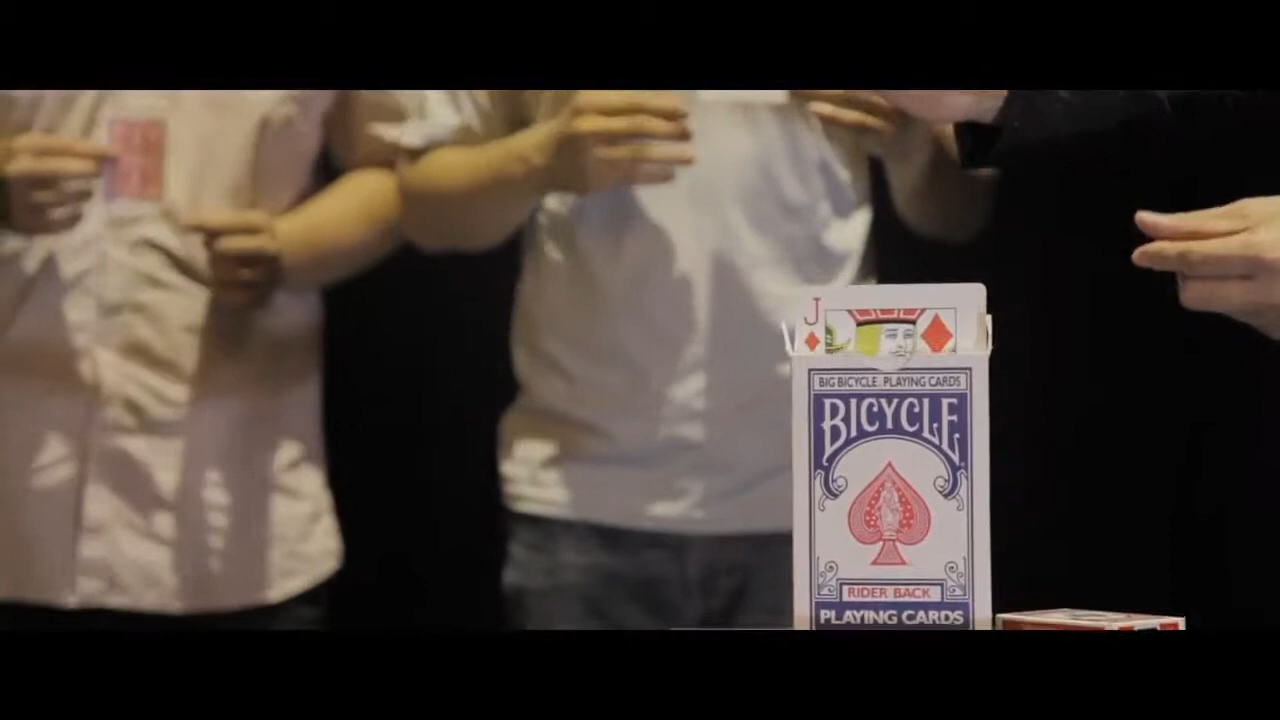 J
BIG BICYCLE PLAYING CARDS
BICYCLE
RIDER BACK
PLAYING CARDS